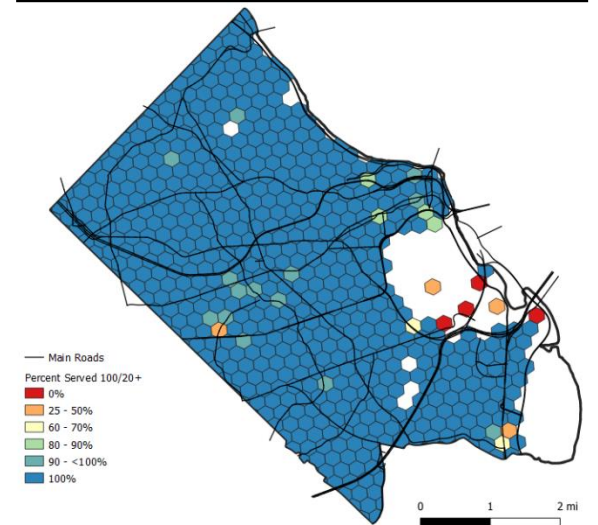 Main Roads
Percent Served 100/20+
0%
25 - 50%
60 - 70%
80 - 90%
90 - <100%
100%
0 1 2 mi